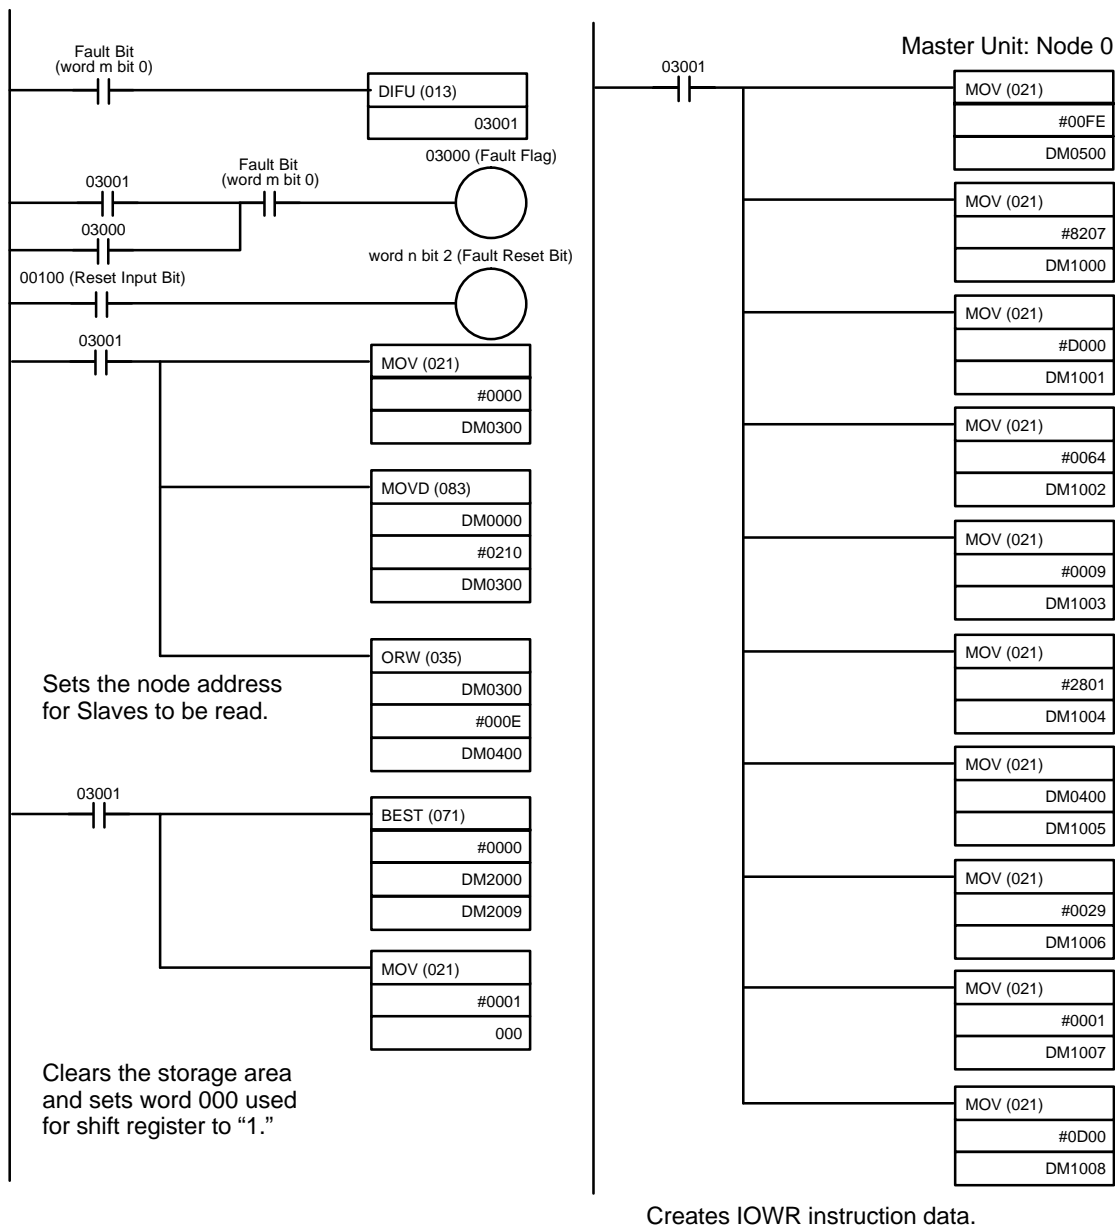 Fault Bit
(word m bit 0)
DIFU (013)
03001
03000 (Fault Flag)
Fault Bit
(word m bit 0)
03001
03000
word n bit 2 (Fault Reset Bit)
00100 (Reset Input Bit)
03001
MOV (021)
#0000
DM0300
MOVD (083)
DM0000
#0210
DM0300
ORW (035)
DM0300
#000E
DM0400
Sets the node address
for Slaves to be read.
03001
BEST (071)
#0000
DM2000
DM2009
MOV (021)
#0001
000
Clears the storage area
and sets word 000 used
for shift register to “1.”
Master Unit: Node 0
03001
MOV (021)
#00FE
DM0500
MOV (021)
#8207
DM1000
MOV (021)
#D000
DM1001
MOV (021)
#0064
DM1002
MOV (021)
#0009
DM1003
MOV (021)
#2801
DM1004
MOV (021)
DM0400
DM1005
MOV (021)
#0029
DM1006
MOV (021)
#0001
DM1007
MOV (021)
#0D00
DM1008
Creates IOWR instruction data.